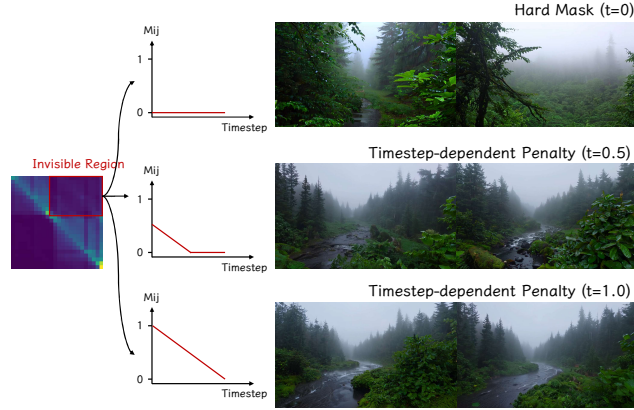 Hard Mask (t=0)
Mij
1
0
Timestep
Invisible Region
Timestep-dependent Penalty (t=0.5)
Mij
1
0
Timestep
Timestep-dependent Penalty (t=1.0)
Mij
1
0
Timestep